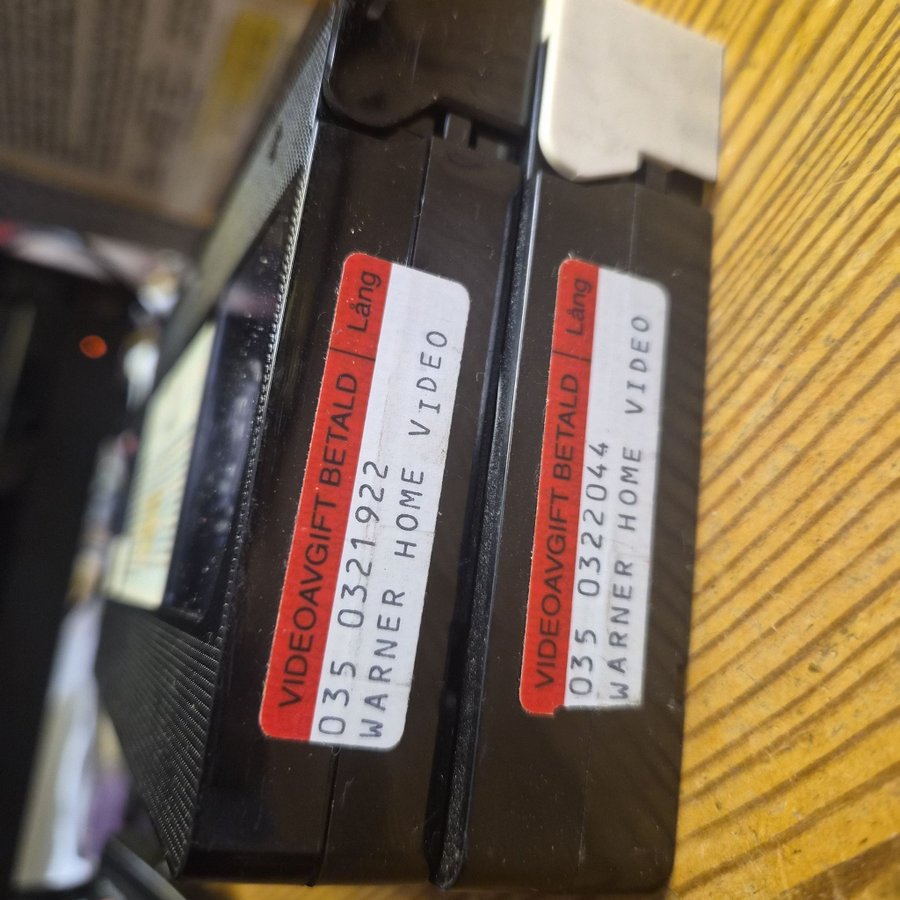 VIDEOAVGIFT BETALD | Lång
035 0321922
WARNER HOME VIDEO
VIDEOAVGIFT BETALD | Lång
035 0322044
WARNER HOME VIDEO